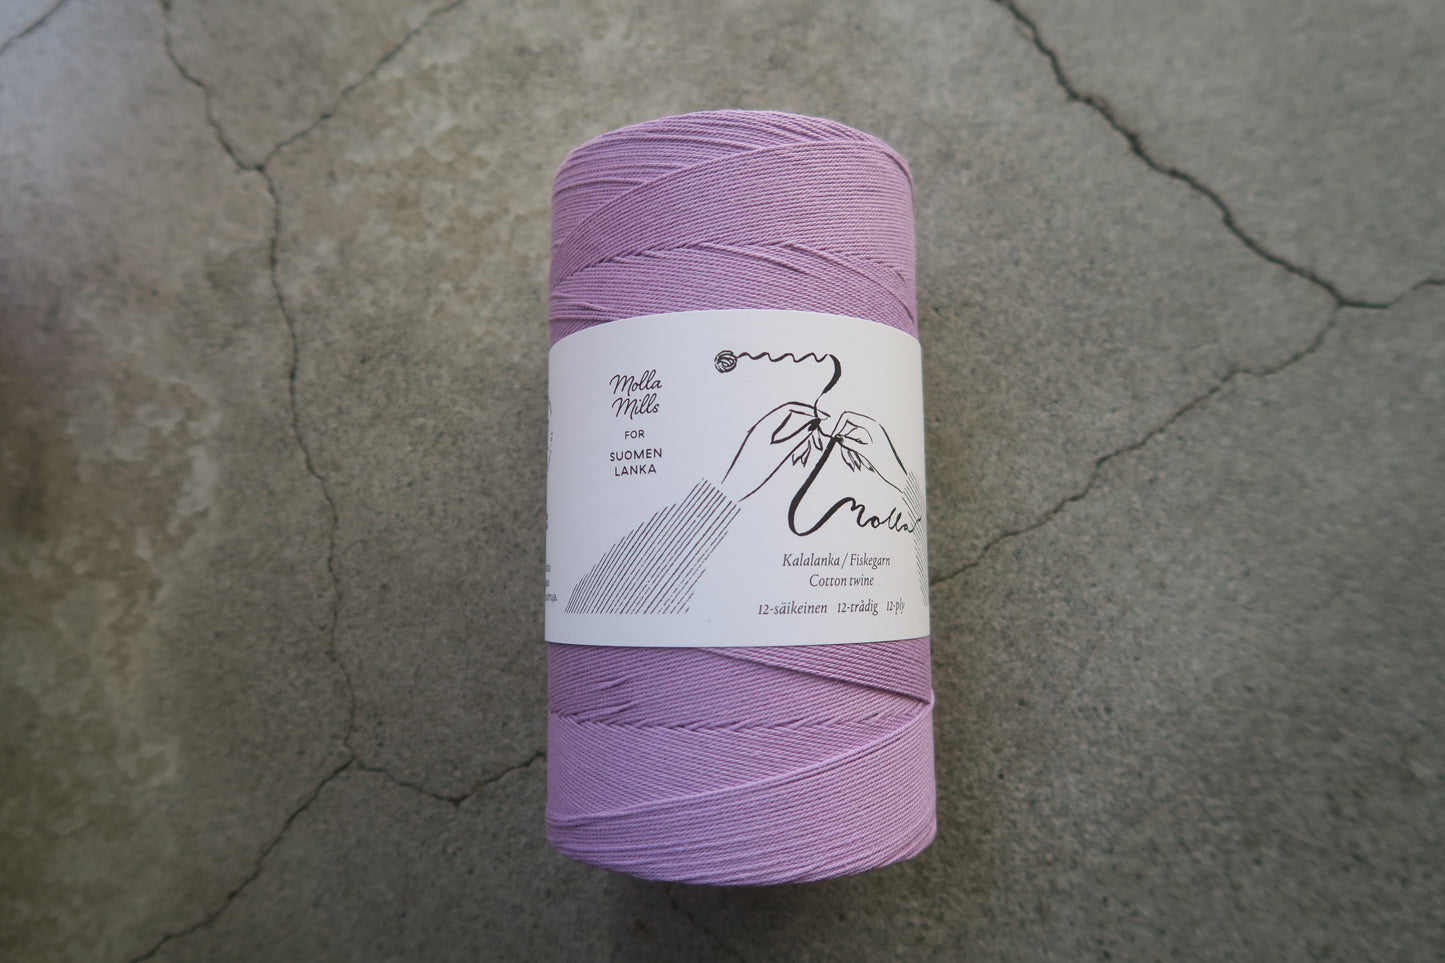 Molla
Mills
FOR
SUOMEN
LANKA
Molla
Kalalanka / Fiskegarn
Cotton twine
12-säikeinen 12-trådig 12-ply